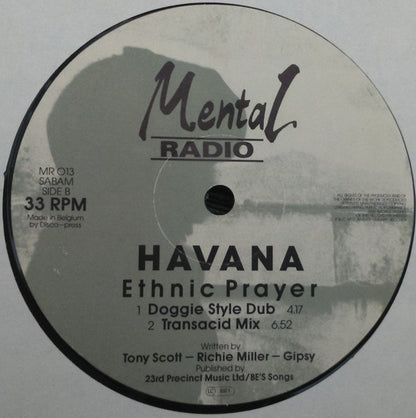 Mental
RADIO
MR 013
SABAM
SIDE B
33 RPM
Made in Belgium
by Disco-press
HAVANA
Ethnic Prayer
1 Doggie Style Dub 4.17
2 Transacid Mix 6.52
Written by
Tony Scott - Richie Miller - Gipsy
Published by
23rd Precinct Music Ltd/BE'S Songs